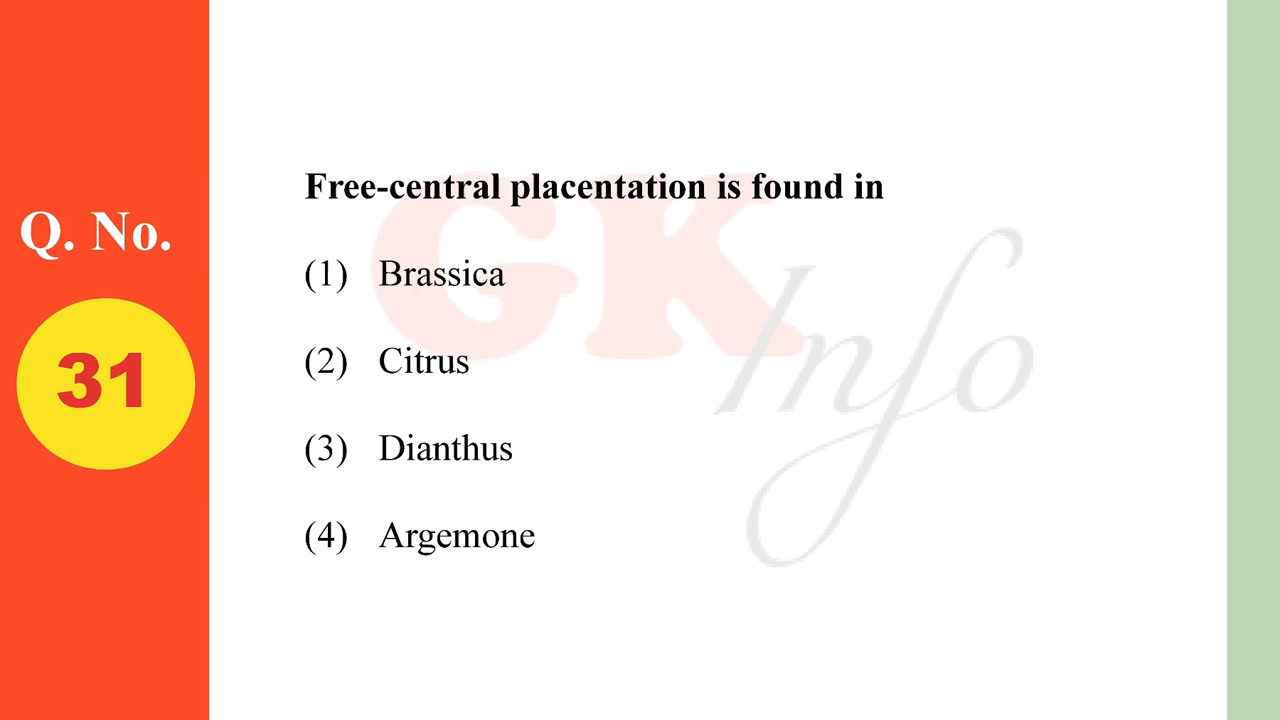 Q. No.
31
Free-central placentation is found in
(1) Brassica
(2) Citrus
(3) Dianthus
(4) Argemone
GK
Info